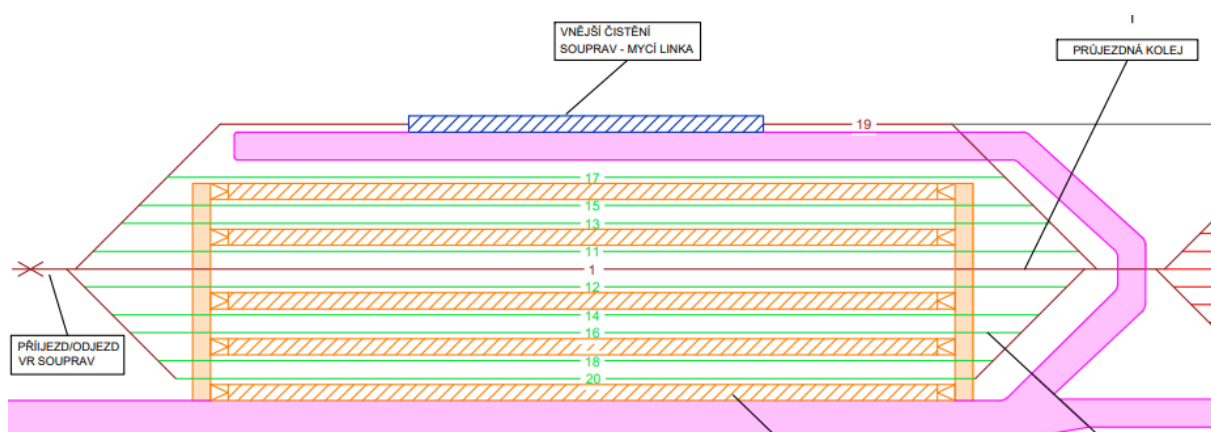 VNĚJŠÍ ČISTĚNÍ
SOUPRAV - MYCÍ LINKA
PRŮJEZDNÁ KOLEJ
19
17
15
13
11
1
12
14
16
18
20
PŘÍIJEZD/ODJEZD
VR SOUPRAV